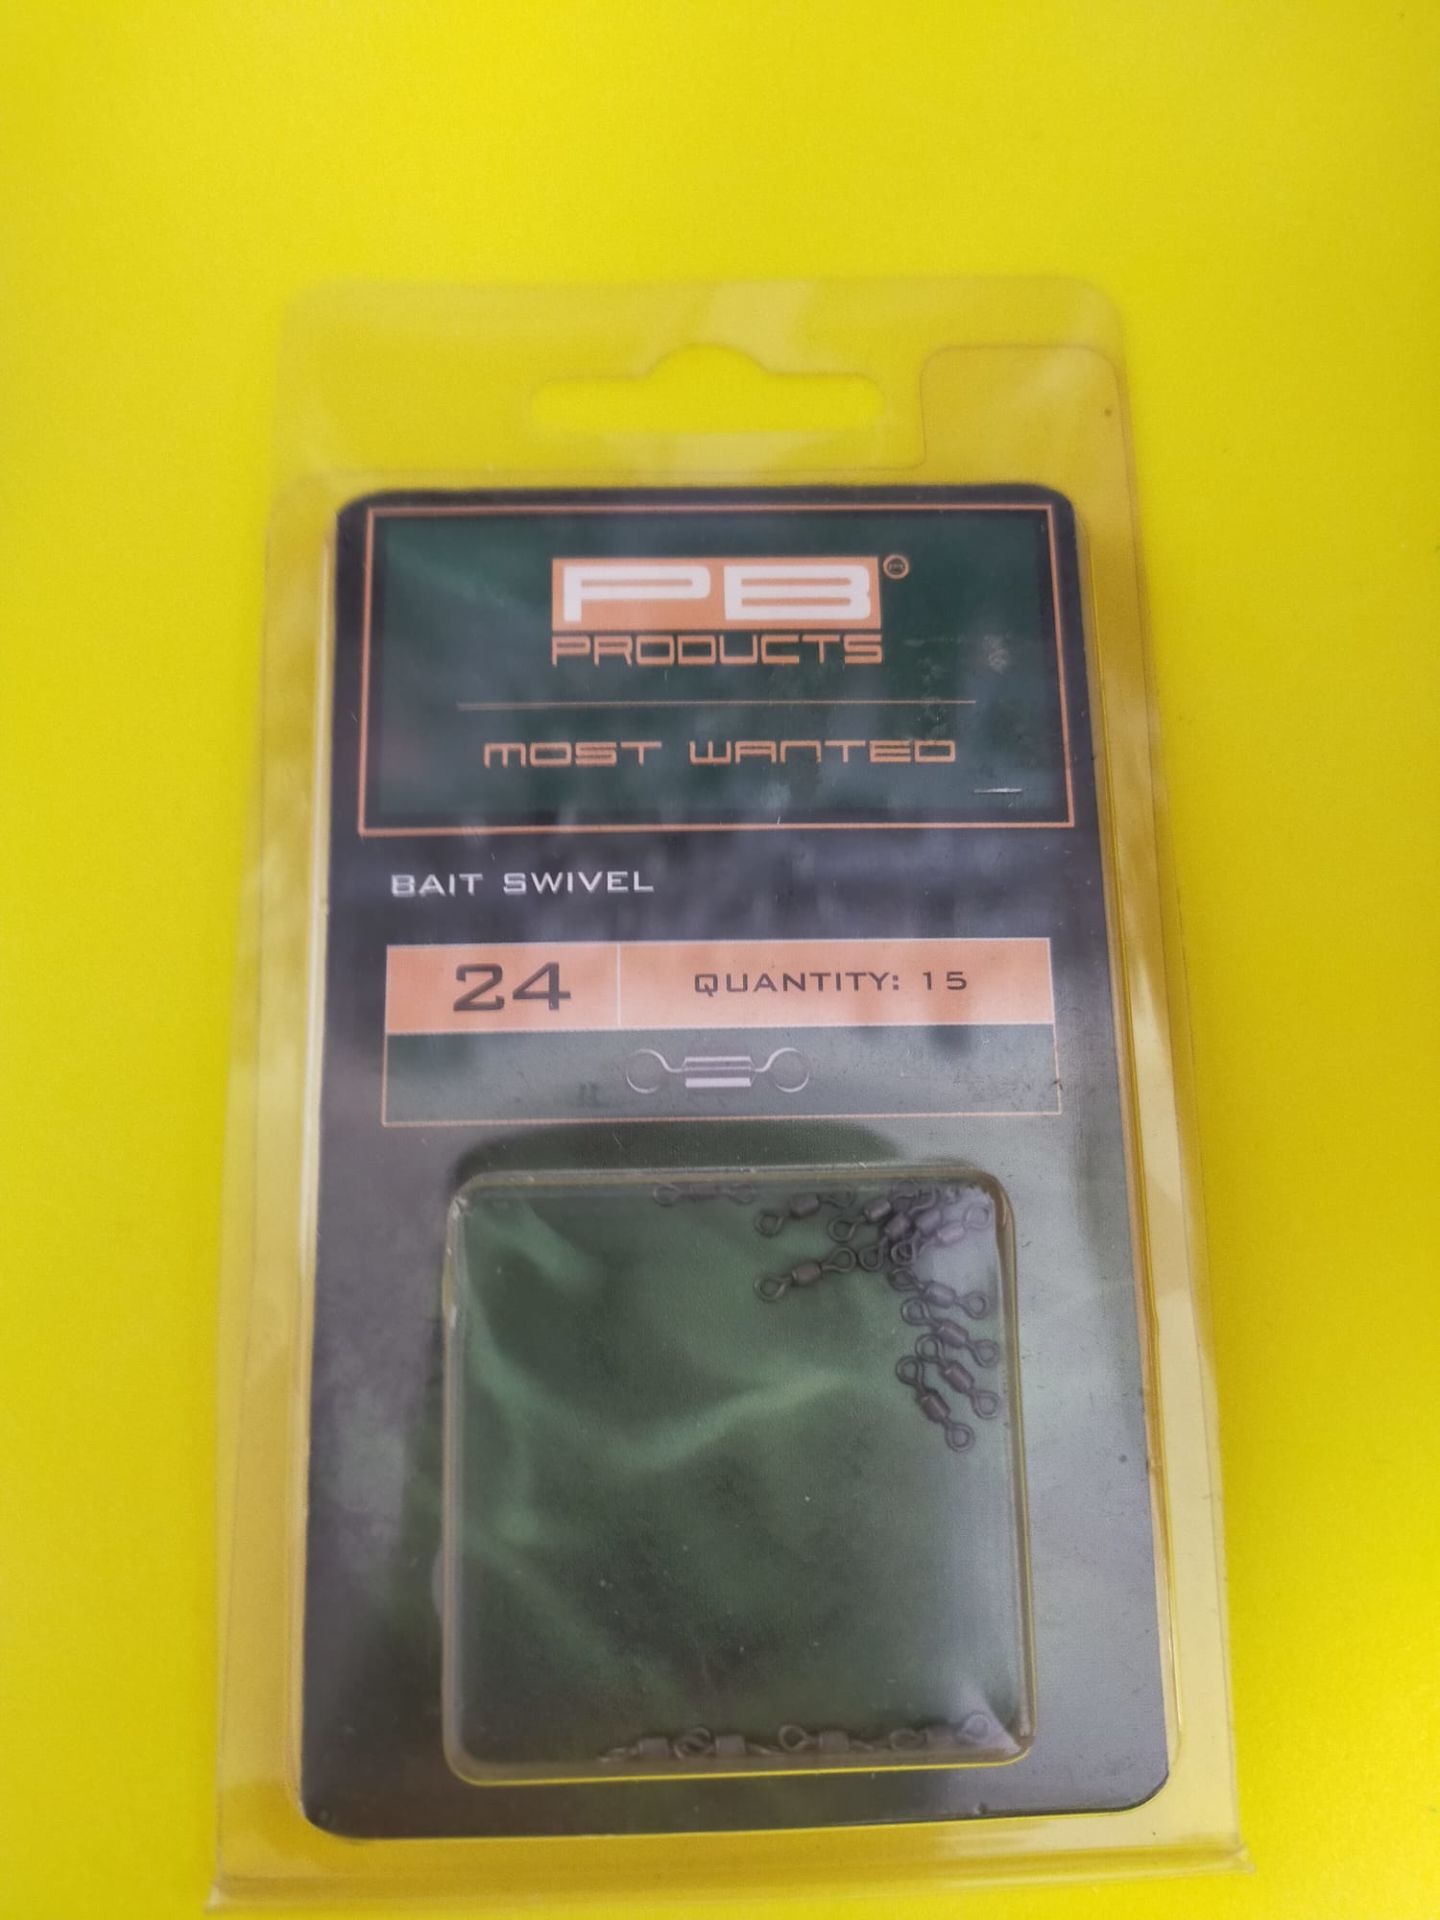 PB
PRODUCTS
MOST WANTED
BAIT SWIVEL
24 QUANTITY: 15